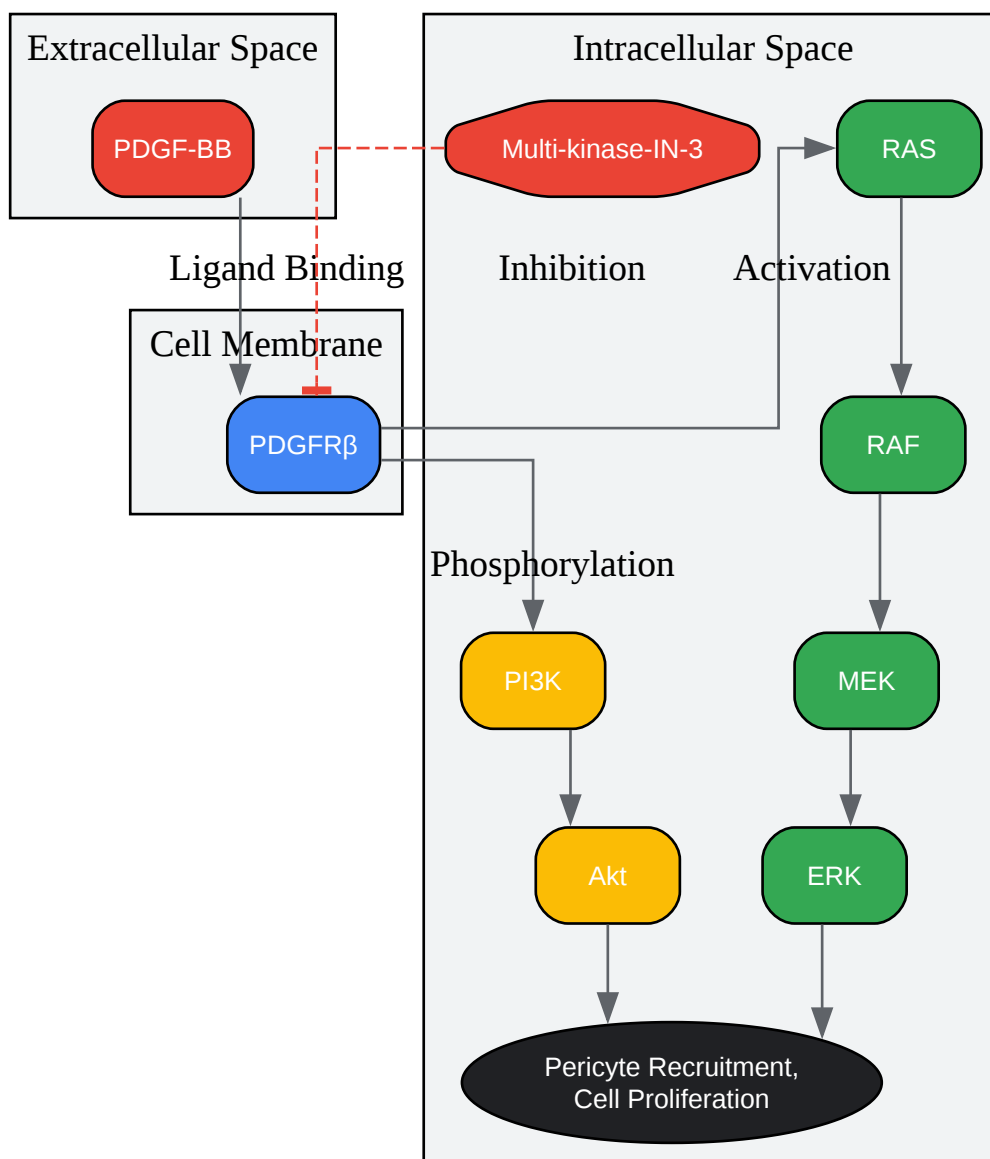 Extracellular Space
Intracellular Space
PDGF-BB
Multi-kinase-IN-3
RAS
Ligand Binding
Inhibition
Activation
Cell Membrane
PDGFRβ
RAF
Phosphorylation
PI3K
MEK
Akt
ERK
Pericyte Recruitment,
Cell Proliferation